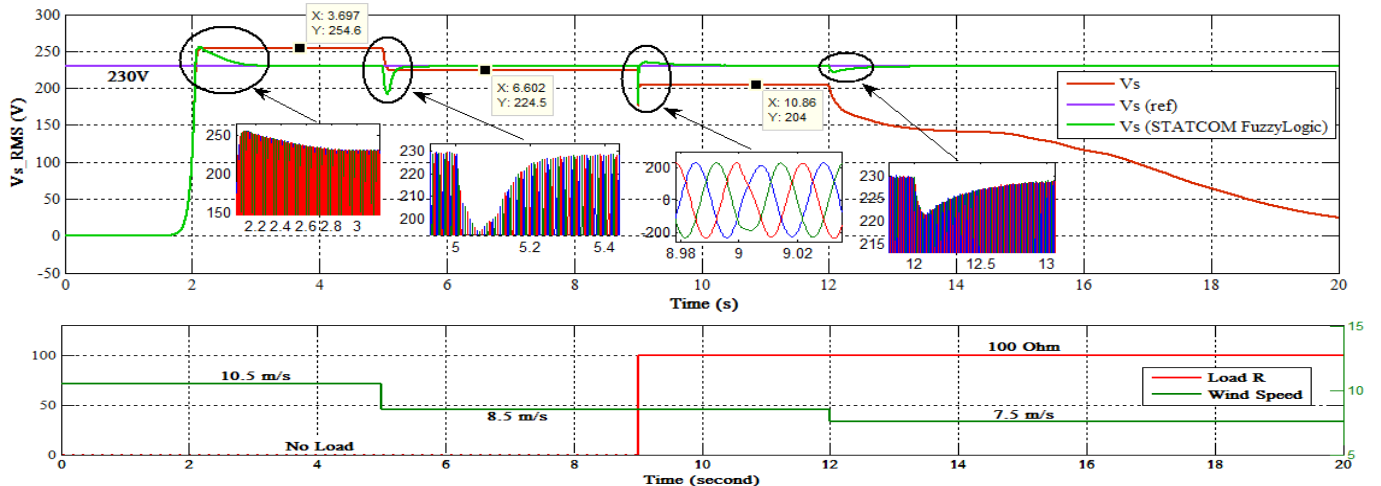 300
250
200
150
100
50
0
-50
Vs_RMS (V)
230V
X: 3.697
Y: 254.6
X: 6.602
Y: 224.5
X: 10.86
Y: 204
Vs
Vs (ref)
Vs (STATCOM FuzzyLogic)
250
200
150
2.2 2.4 2.6 2.8 3
230
220
210
200
5 5.2 5.4
200
0
-200
8.98 9 9.02
230
225
220
215
12 12.5 13
0 2 4 6 8 10 12 14 16 18 20
Time (s)
100
50
0
15
10
5
10.5 m/s
8.5 m/s
No Load
100 Ohm
7.5 m/s
Load R
Wind Speed
0 2 4 6 8 10 12 14 16 18 20
Time (second)